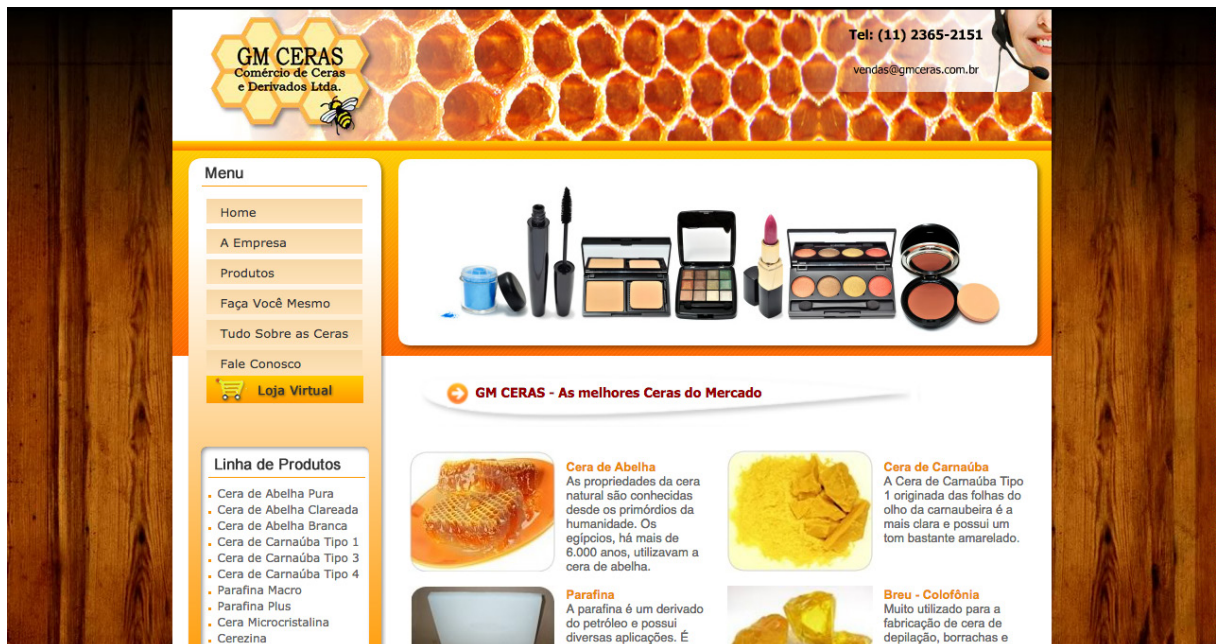 GM CERAS
Comércio de Ceras
e Derivados Ltda.
Tel: (11) 2365-2151
vendas@gmceras.com.br
Menu
Home
A Empresa
Produtos
Faça Você Mesmo
Tudo Sobre as Ceras
Fale Conosco
Loja Virtual
Linha de Produtos
Cera de Abelha Pura
Cera de Abelha Clareada
Cera de Abelha Branca
Cera de Carnaúba Tipo 1
Cera de Carnaúba Tipo 3
Cera de Carnaúba Tipo 4
Parafina Macro
Parafina Plus
Cera Microcristalina
Cerezina
GM CERAS - As melhores Ceras do Mercado
Cera de Abelha
As propriedades da cera
natural são conhecidas
desde os primórdios da
humanidade. Os
egípcios, há mais de
6.000 anos, utilizavam a
cera de abelha.
Cera de Carnaúba
A Cera de Carnaúba Tipo
1 originada das folhas do
olho da carnaubeira é a
mais clara e possui um
tom bastante amarelado.
Parafina
A parafina é um derivado
do petróleo e possui
diversas aplicações. É
Breu - Colofônia
Muito utilizado para a
fabricação de cera de
depilação, borrachas e